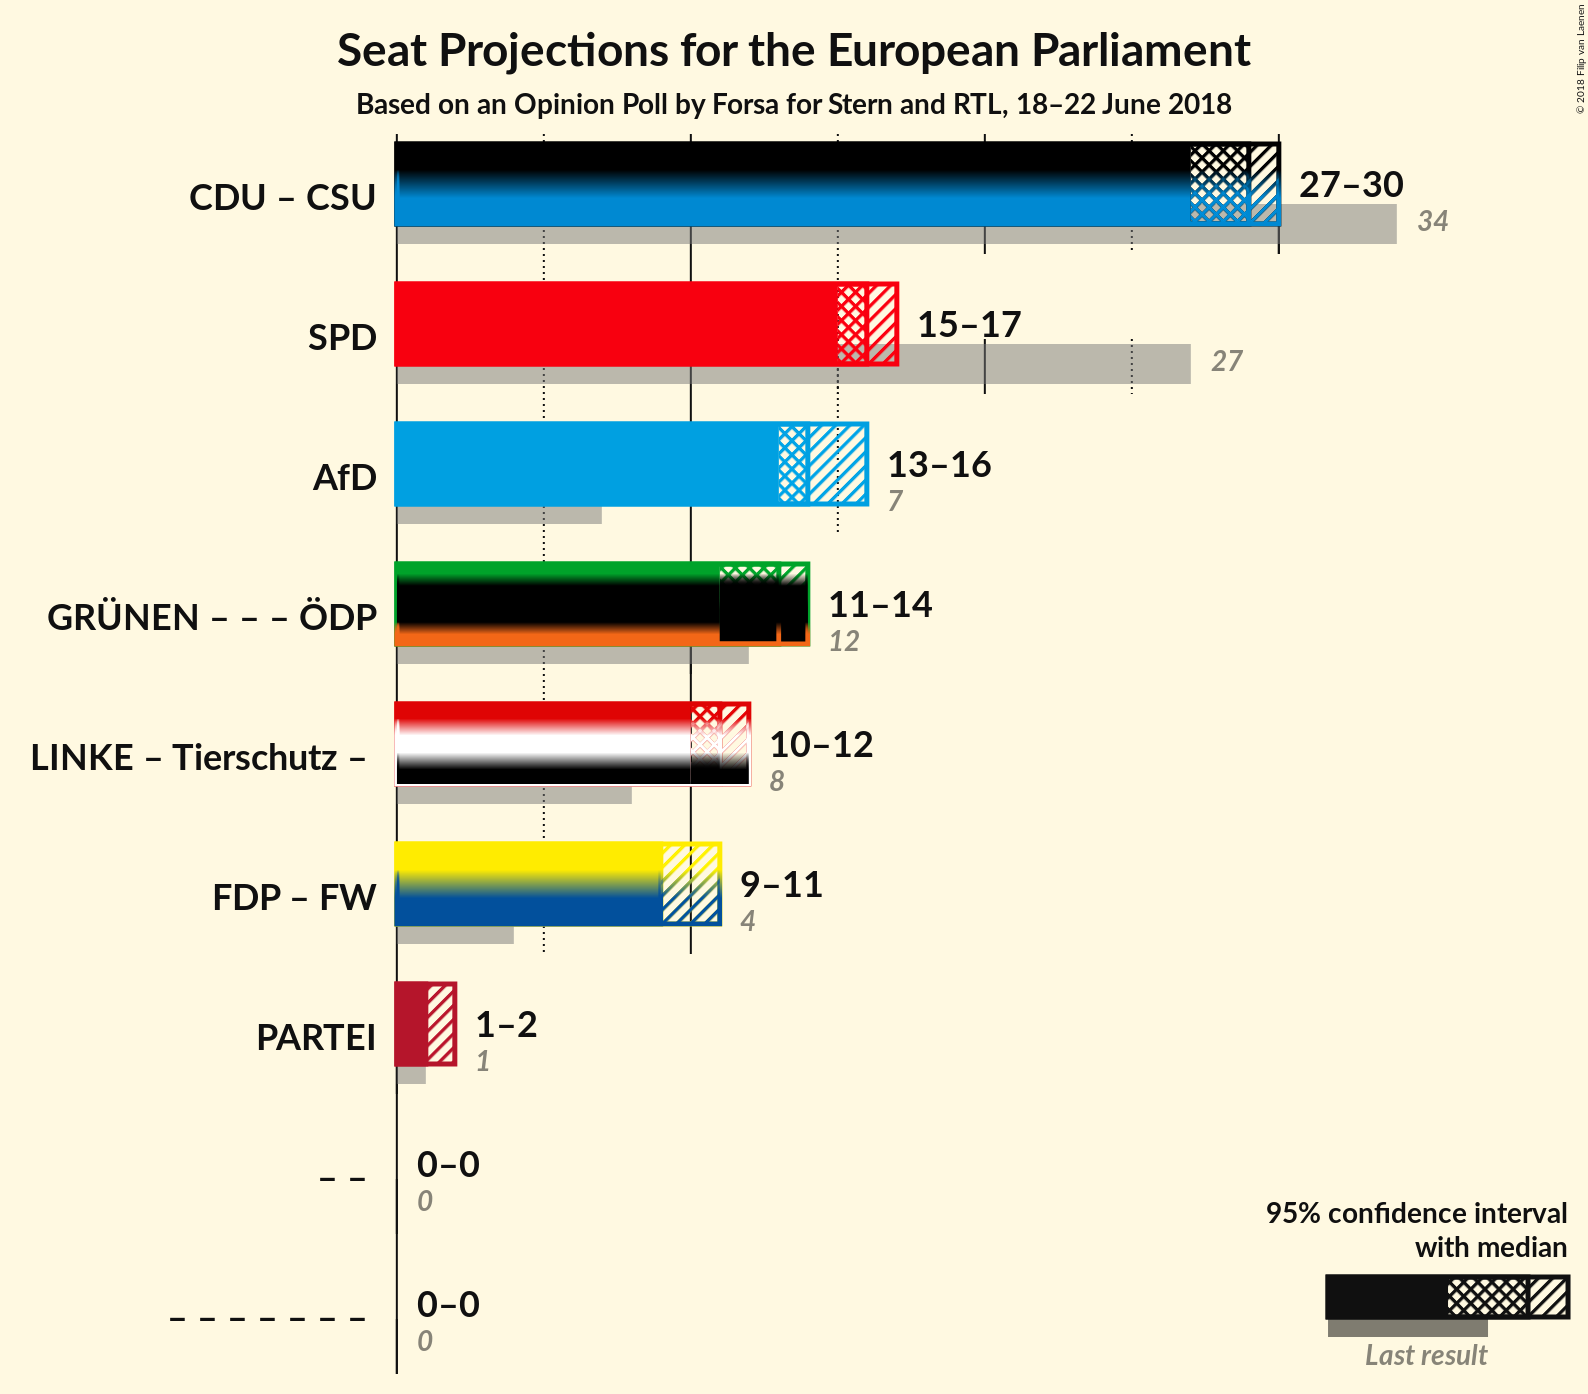 Seat Projections for the European Parliament
Based on an Opinion Poll by Forsa for Stern and RTL, 18–22 June 2018
© 2018 Filip van Laenen
CDU – CSU
27–30
34
SPD
15–17
27
AfD
13–16
7
GRÜNEN – – – ÖDP
11–14
12
LINKE – Tierschutz –
10–12
8
FDP – FW
9–11
4
PARTEI
1–2
1
– –
0–0
0
– – – – – – –
0–0
0
95% confidence interval
with median
Last result